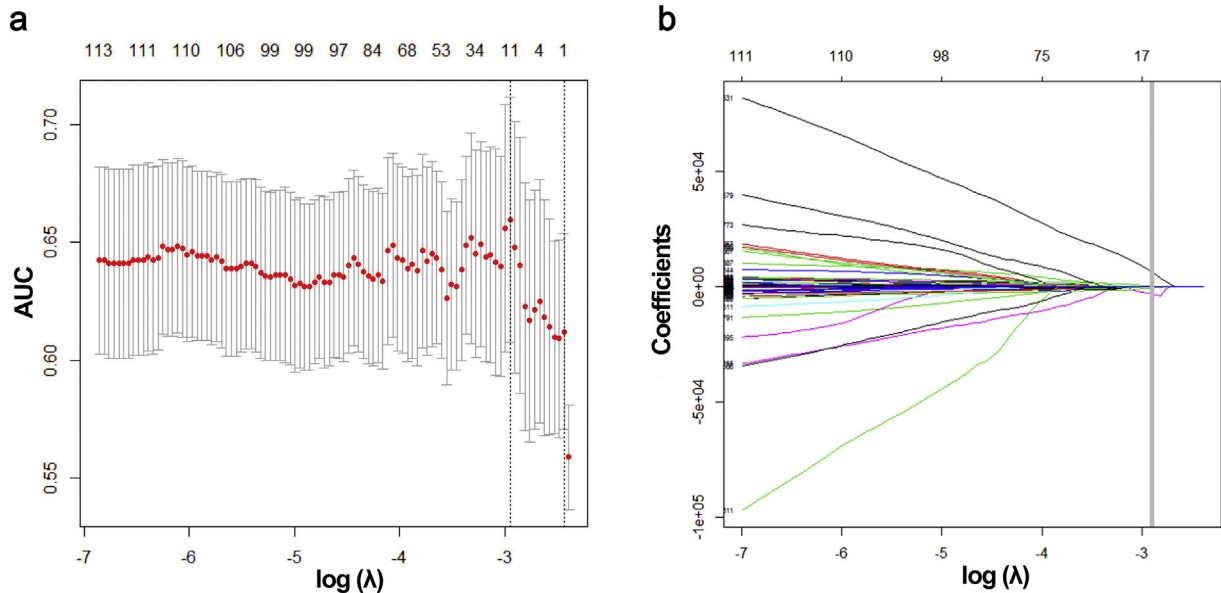 a
113 111 110 106 99 99 97 84 68 53 34 11 4 1
AUC
0.70
0.65
0.60
0.55
-7 -6 -5 -4 -3
log (λ)
b
111 110 98 75 17
Coefficients
5e+04
0e+00
-5e+04
-1e+05
-7 -6 -5 -4 -3
log (λ)